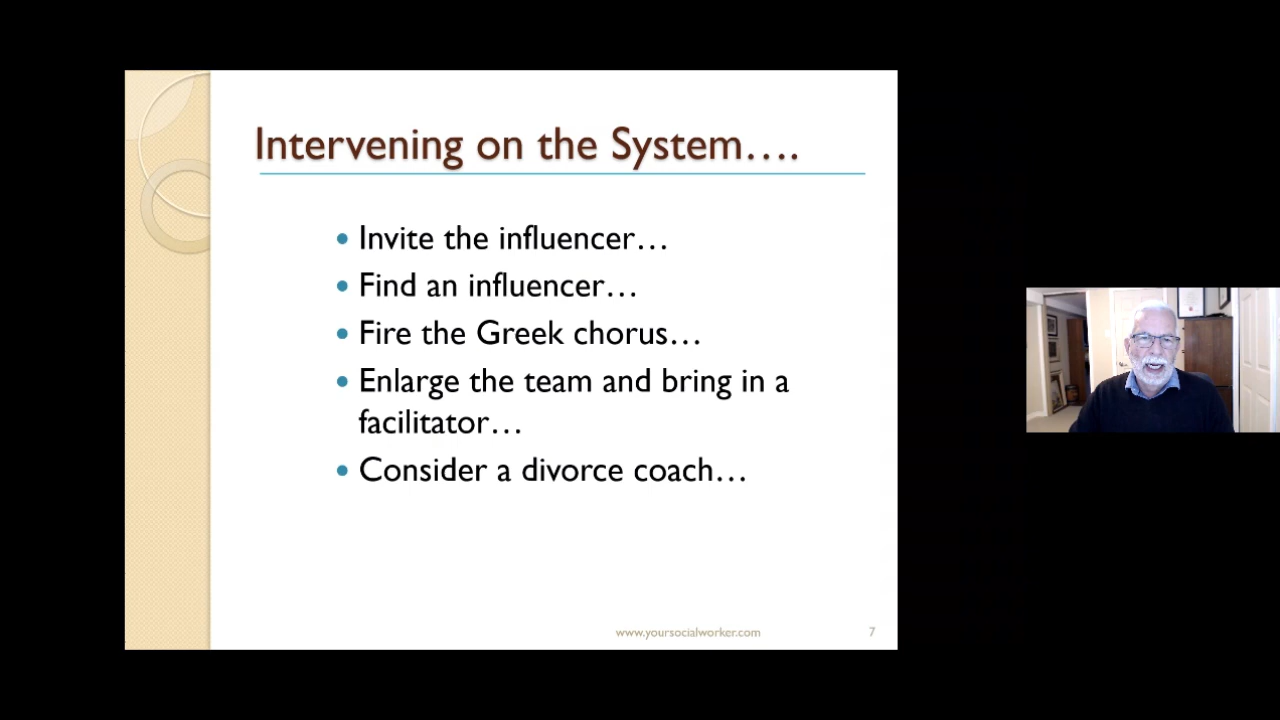 Intervening on the System….
• Invite the influencer…
• Find an influencer…
• Fire the Greek chorus…
• Enlarge the team and bring in a
facilitator…
• Consider a divorce coach…
www.yoursocialworker.com 7